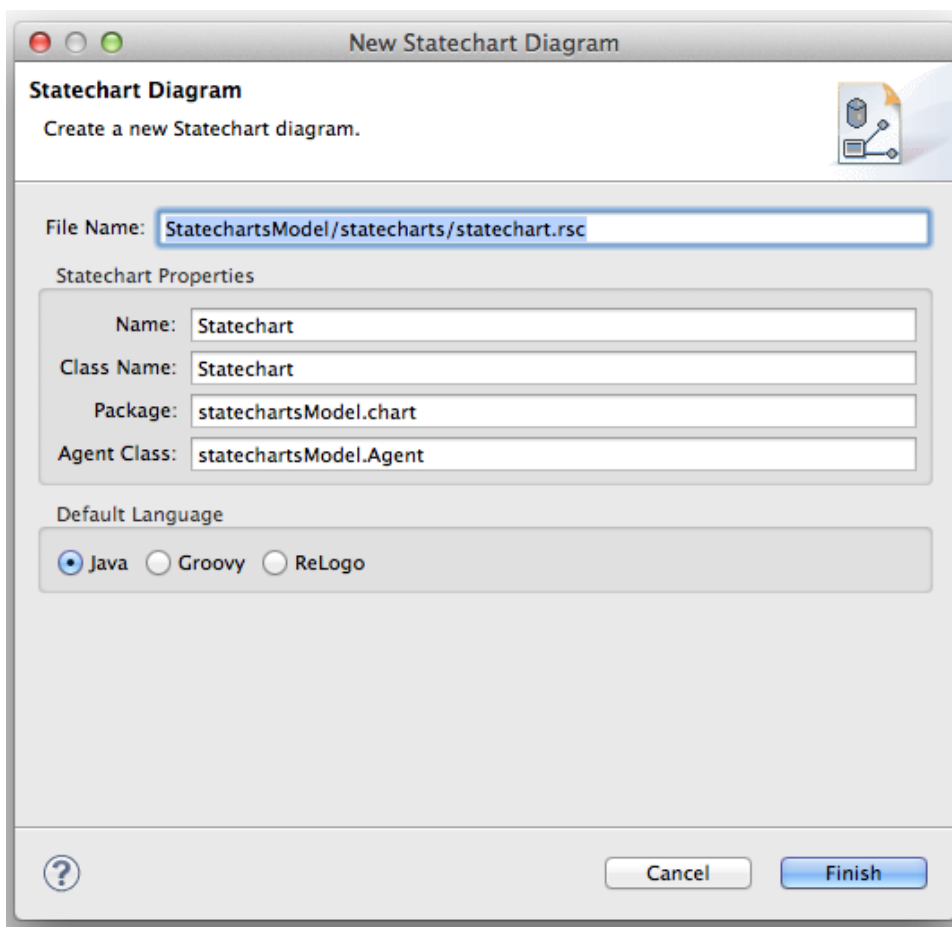 New Statechart Diagram
Statechart Diagram
Create a new Statechart diagram.
File Name: StatechartsModel/statecharts/statechart.rsc
Statechart Properties
Name: Statechart
Class Name: Statechart
Package: statechartsModel.chart
Agent Class: statechartsModel.Agent
Default Language
Java Groovy ReLogo
? Cancel Finish